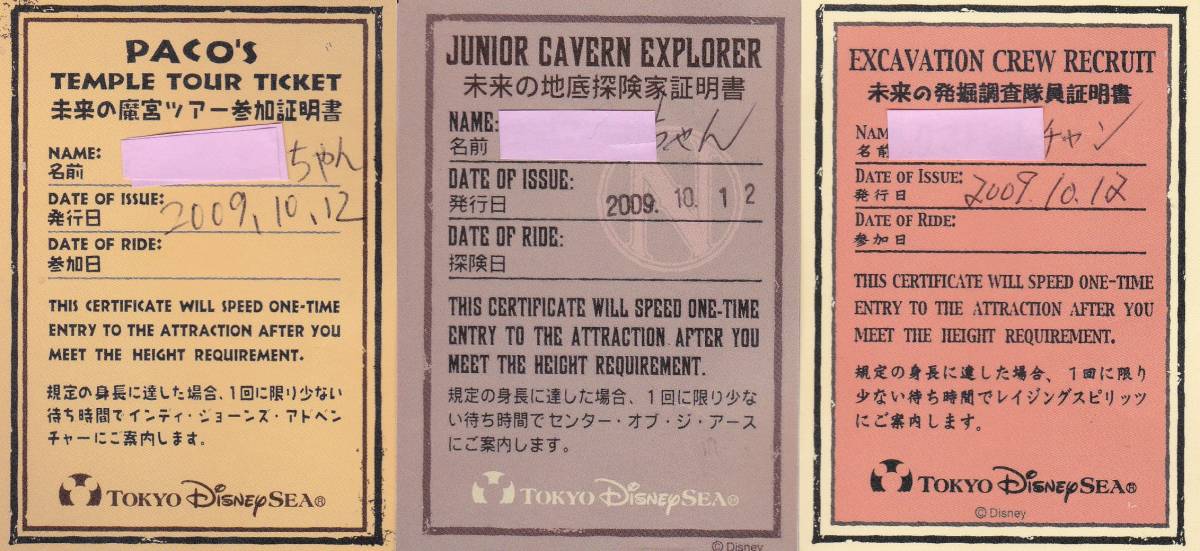 PACO'S
TEMPLE TOUR TICKET
未来の魔宮ツアー参加証明書
NAME:
名前 ちゃん
DATE OF ISSUE:
発行日 2009.10.12
DATE OF RIDE:
参加日
THIS CERTIFICATE WILL SPEED ONE-TIME
ENTRY TO THE ATTRACTION AFTER YOU
MEET THE HEIGHT REQUIREMENT.
規定の身長に達した場合、1回に限り少ない
待ち時間でインディ・ジョーンズ・アドベン
チャーにご案内します。
TOKYO DISNEYSEA®
JUNIOR CAVERN EXPLORER
未来の地底探険家証明書
NAME:
名前 ちゃん
DATE OF ISSUE:
発行日 2009. 10. 12
DATE OF RIDE:
探険日
N
THIS CERTIFICATE WILL SPEED ONE-TIME
ENTRY TO THE ATTRACTION AFTER YOU
MEET THE HEIGHT REQUIREMENT.
規定の身長に達した場合、1回に限り少な
い待ち時間でセンター・オブ・ジ・アース
にご案内します。
TOKYO DISNEYSEA®
©Disney
EXCAVATION CREW RECRUIT
未来の発掘調査隊員証明書
NAM
名前 チャン
DATE OF ISSUE:
発行日 2009.10.12
DATE OF RIDE:
参加日
THIS CERTIFICATE WILL SPEED ONE-TIME
ENTRY TO THE ATTRACTION AFTER YOU
MEET THE HEIGHT REQUIREMENT.
規定の身長に達した場合、1回に限り
少ない待ち時間でレイジングスピリッツ
にご案内します。
TOKYO DISNEYSEA®
©Disney